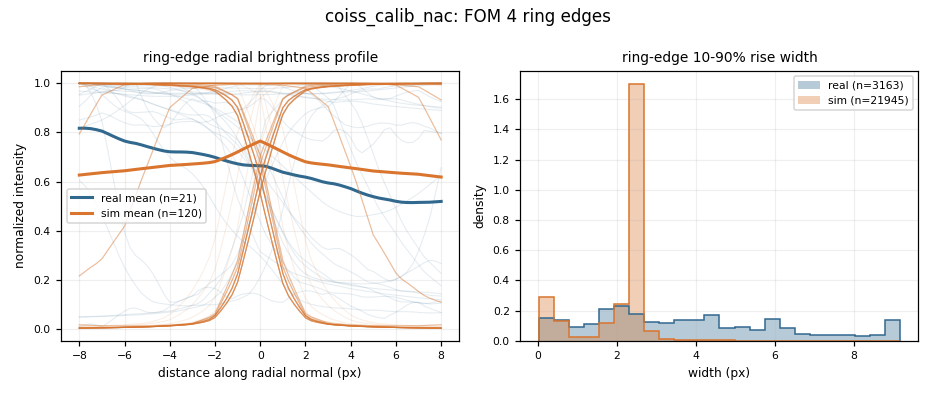 coiss_calib_nac: FOM 4 ring edges
ring-edge radial brightness profile
1.0
0.8
0.6
0.4
0.2
0.0
normalized intensity
real mean (n=21)
sim mean (n=120)
−8
−6
−4
−2
0
2
4
6
8
distance along radial normal (px)
ring-edge 10-90% rise width
1.6
1.4
1.2
1.0
0.8
0.6
0.4
0.2
0.0
density
real (n=3163)
sim (n=21945)
0
2
4
6
8
width (px)